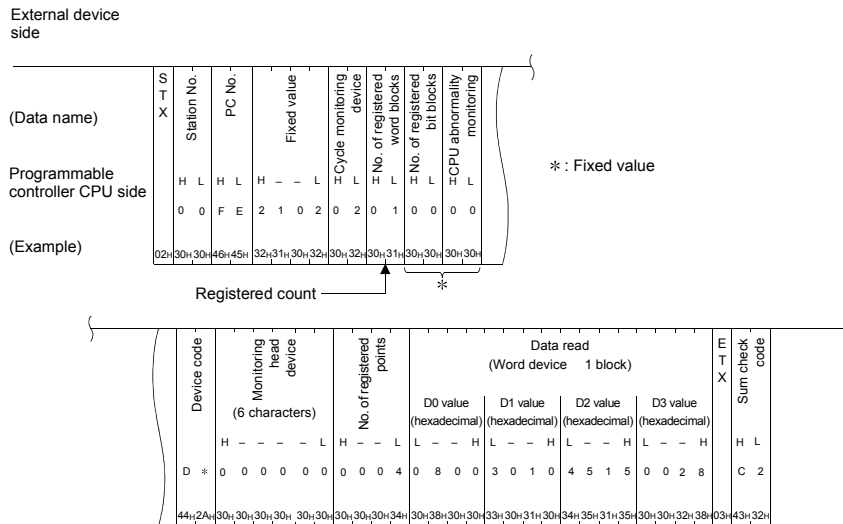 External device
side
(Data name)
STX
Station No.
PC No.
Fixed value
Cycle monitoring
device
No. of registered
word blocks
No. of registered
bit blocks
CPU abnormality
monitoring
* : Fixed value
Programmable
controller CPU side
H L H L H – – L H L H L H L H L
0 0 F E 2 1 0 2 0 2 0 1 0 0 0 0
(Example)
02H 30H 30H 46H 45H 32H 31H 30H 32H 30H 32H 30H 31H 30H 30H 30H 30H
Registered count
*
Device code
Monitoring
head
device
(6 characters)
No. of registered
points
Data read
(Word device 1 block)
D0 value
(hexadecimal)
D1 value
(hexadecimal)
D2 value
(hexadecimal)
D3 value
(hexadecimal)
ETX
Sum check
code
H – – – – L H – – L L – – H L – – H L – – H L – – H H L
D * 0 0 0 0 0 0 0 0 0 4 0 8 0 0 3 0 1 0 4 5 1 5 0 0 2 8 C 2
44H 2AH 30H 30H 30H 30H 30H 30H 30H 30H 30H 34H 30H 38H 30H 30H 33H 30H 31H 30H 34H 35H 31H 35H 30H 30H 32H 38H 03H 43H 32H